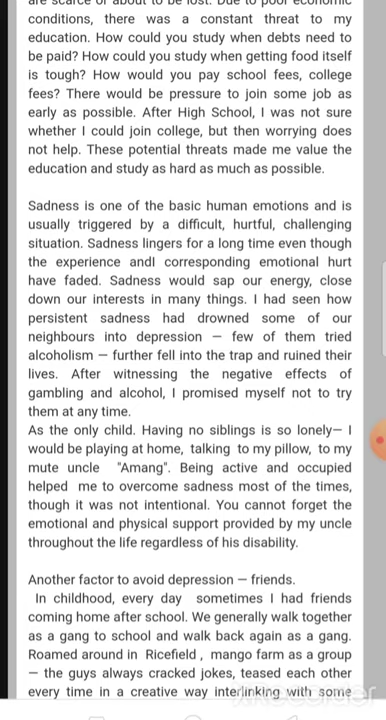 are scarce or about to be lost. Due to poor economic
conditions, there was a constant threat to my
education. How could you study when debts need to
be paid? How could you study when getting food itself
is tough? How would you pay school fees, college
fees? There would be pressure to join some job as
early as possible. After High School, I was not sure
whether I could join college, but then worrying does
not help. These potential threats made me value the
education and study as hard as much as possible.
Sadness is one of the basic human emotions and is
usually triggered by a difficult, hurtful, challenging
situation. Sadness lingers for a long time even though
the experience andl corresponding emotional hurt
have faded. Sadness would sap our energy, close
down our interests in many things. I had seen how
persistent sadness had drowned some of our
neighbours into depression — few of them tried
alcoholism — further fell into the trap and ruined their
lives. After witnessing the negative effects of
gambling and alcohol, I promised myself not to try
them at any time.
As the only child. Having no siblings is so lonely— I
would be playing at home, talking to my pillow, to my
mute uncle "Amang". Being active and occupied
helped me to overcome sadness most of the times,
though it was not intentional. You cannot forget the
emotional and physical support provided by my uncle
throughout the life regardless of his disability.
Another factor to avoid depression — friends.
In childhood, every day sometimes I had friends
coming home after school. We generally walk together
as a gang to school and walk back again as a gang.
Roamed around in Ricefield , mango farm as a group
— the guys always cracked jokes, teased each other
every time in a creative way interlinking with some